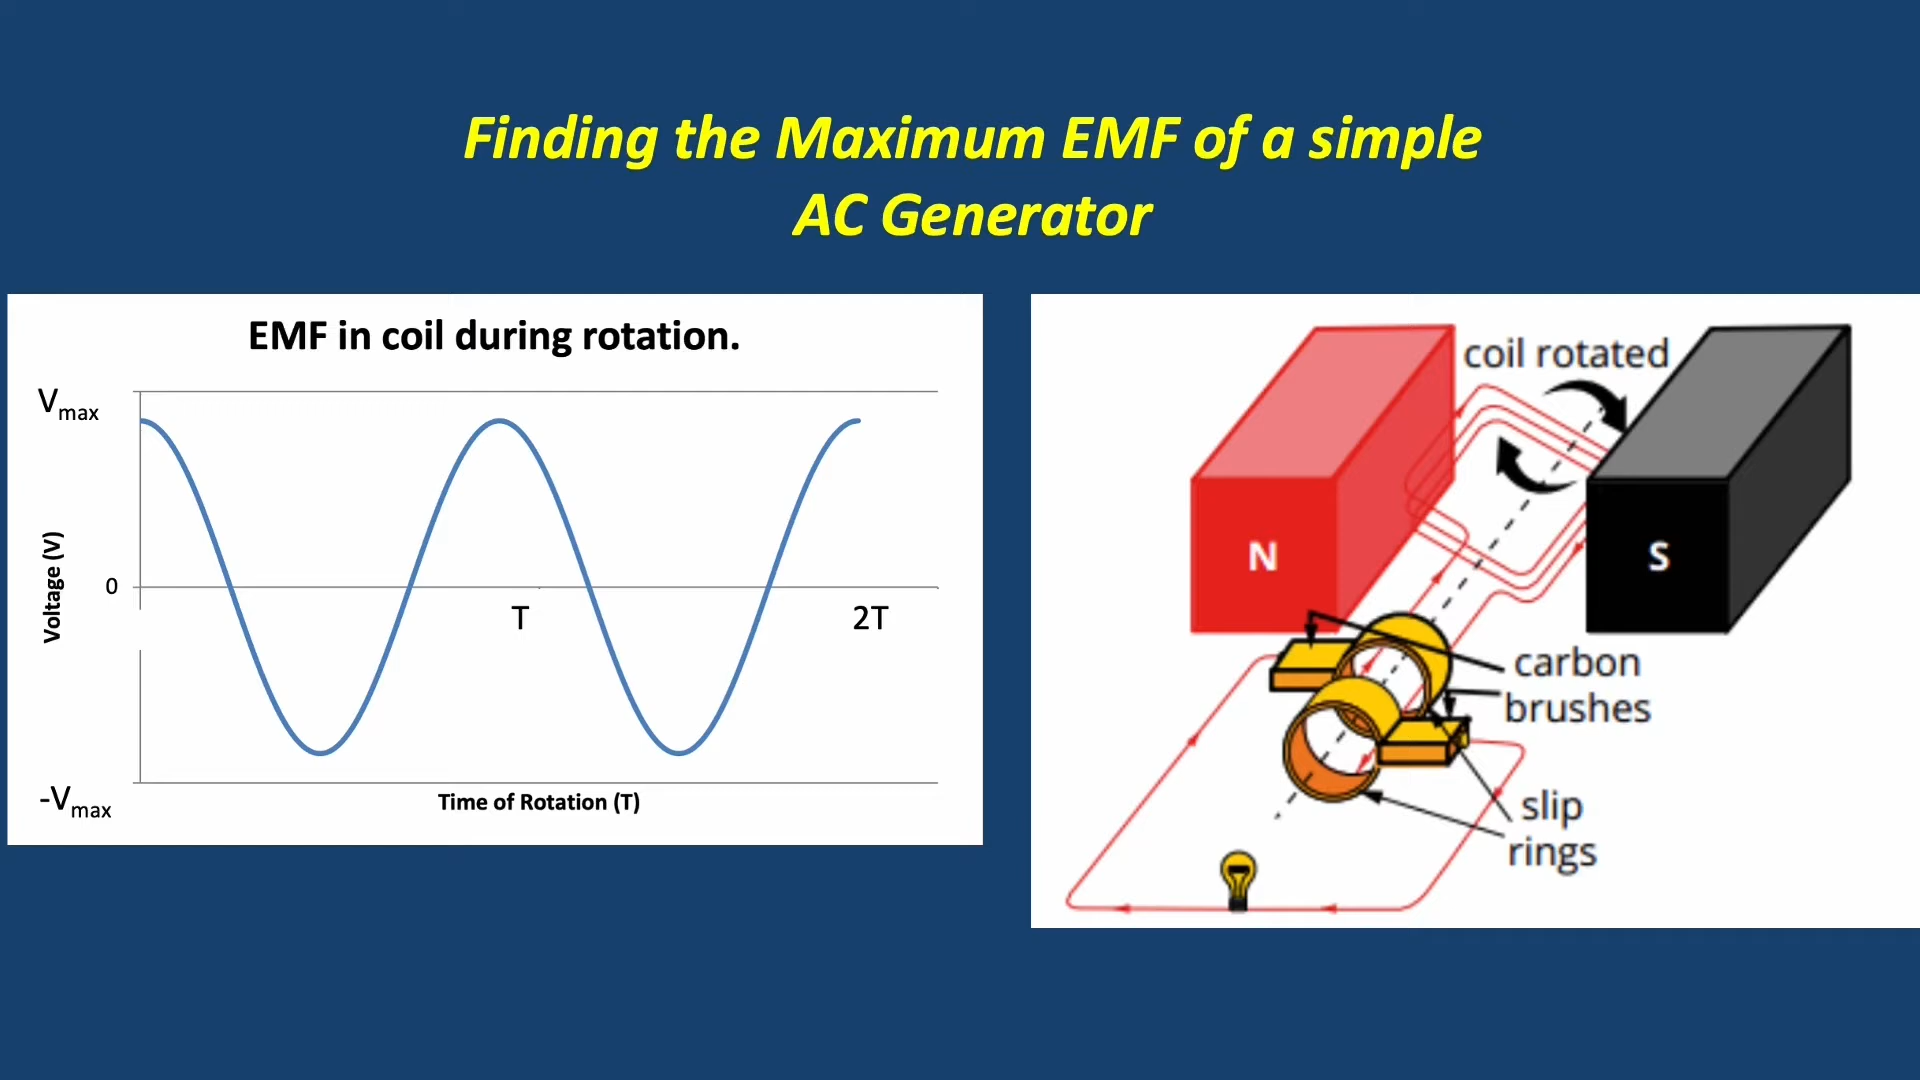 Finding the Maximum EMF of a simple
AC Generator
EMF in coil during rotation.
Vmax
Voltage (V)
0
T
2T
-Vmax
Time of Rotation (T)
coil rotated
N
S
carbon
brushes
slip
rings